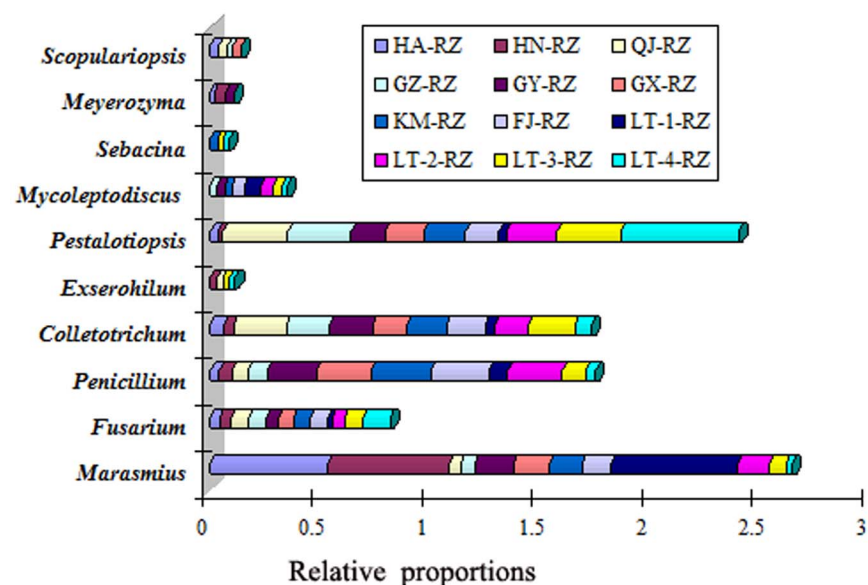 Scopulariopsis
Meyerozyma
Sebacina
Mycoleptodiscus
Pestalotiopsis
Exserohilum
Colletotrichum
Penicillium
Fusarium
Marasmius
HA-RZ HN-RZ QJ-RZ
GZ-RZ GY-RZ GX-RZ
KM-RZ FJ-RZ LT-1-RZ
LT-2-RZ LT-3-RZ LT-4-RZ
0 0.5 1 1.5 2 2.5 3
Relative proportions